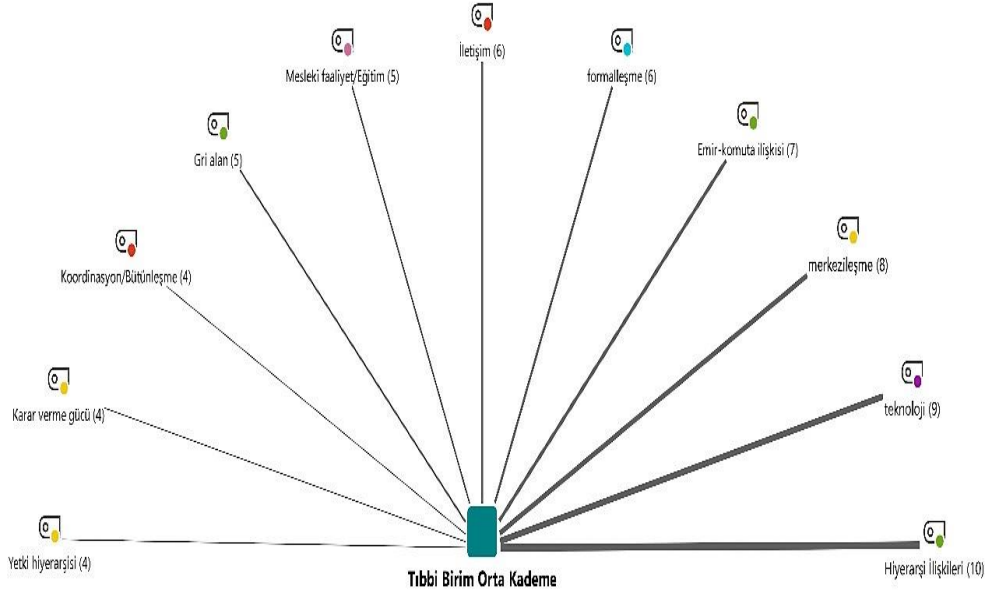 İletişim (6)
Mesleki faaliyet/Eğitim (5)
formalleşme (6)
Emir-komuta ilişkisi (7)
Gri alan (5)
merkezileşme (8)
Koordinasyon/Bütünleşme (4)
teknoloji (9)
Karar verme gücü (4)
Yetki hiyerarşisi (4)
Hiyerarşi İlişkileri (10)
Tıbbi Birim Orta Kademe